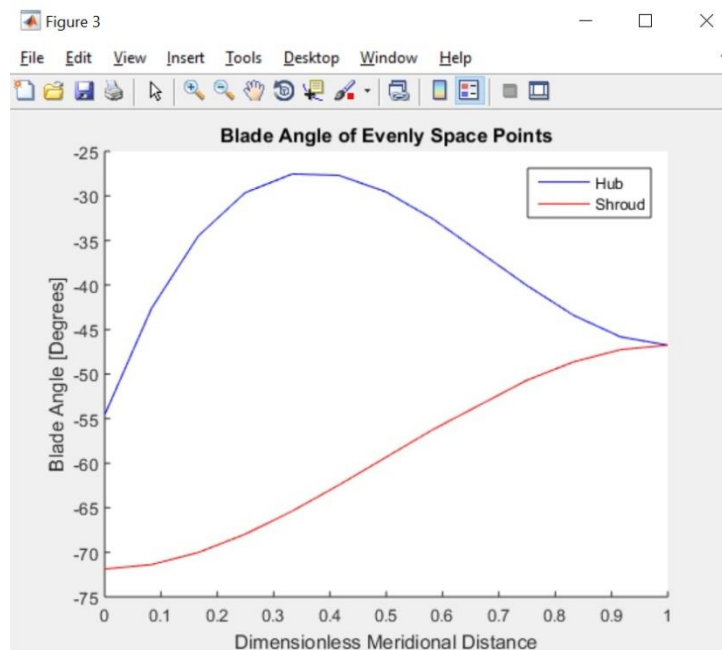 Figure 3
File Edit View Insert Tools Desktop Window Help
Blade Angle of Evenly Space Points
-25
-30
-35
-40
-45
-50
-55
-60
-65
-70
-75
Blade Angle [Degrees]
Hub
Shroud
0 0.1 0.2 0.3 0.4 0.5 0.6 0.7 0.8 0.9 1
Dimensionless Meridional Distance